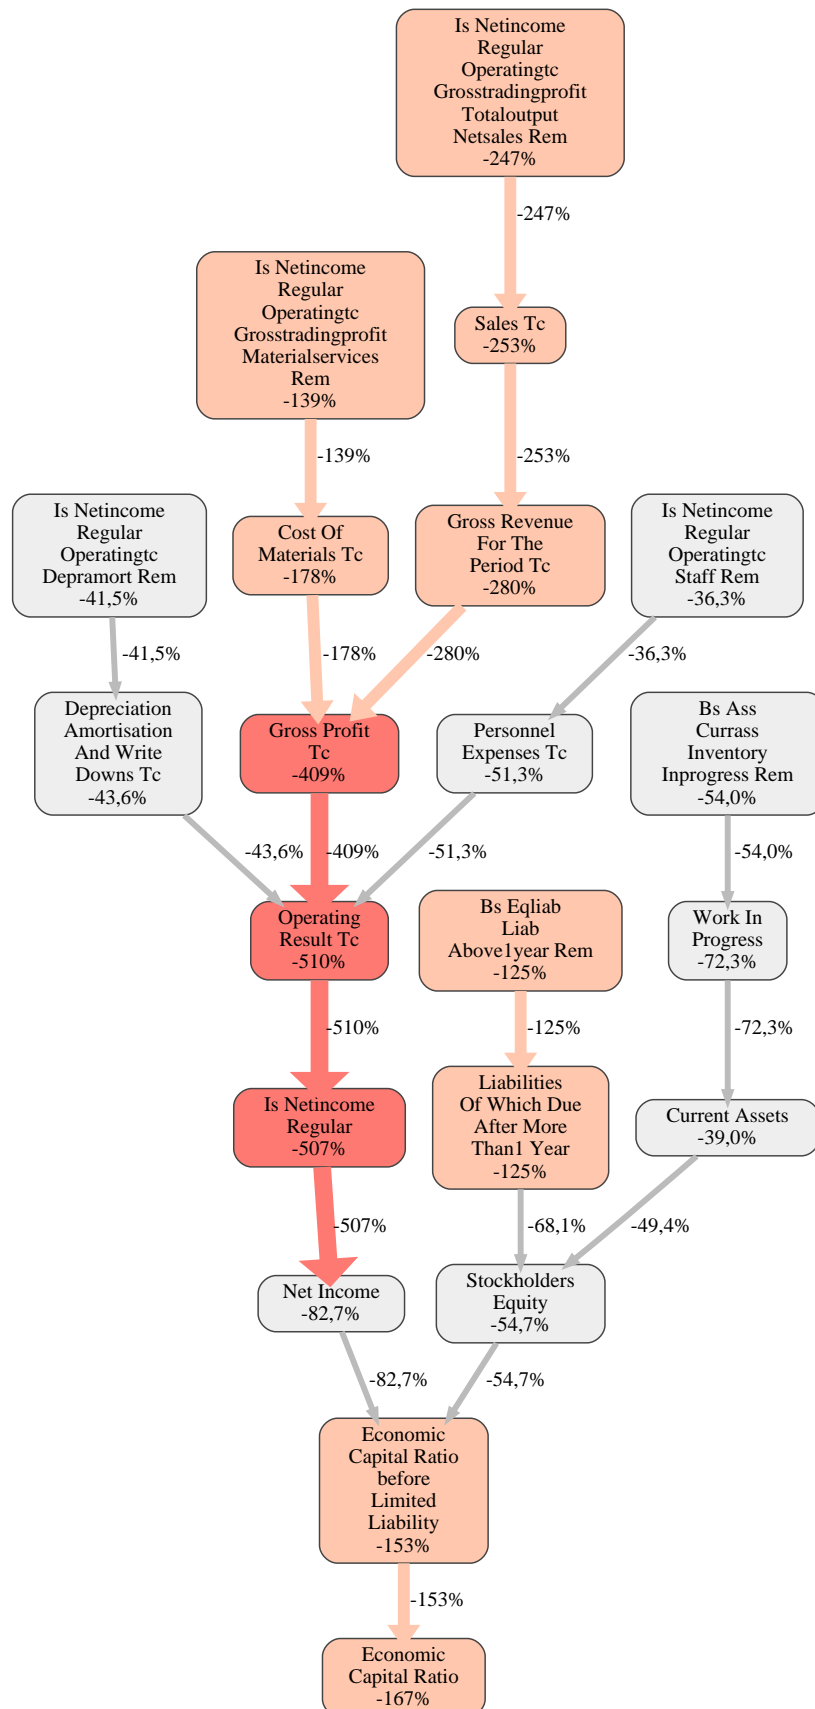 Is Netincome
Regular
Operatingtc
Grosstradingprofit
Totaloutput
Netsales Rem
-247%
-247%
Is Netincome
Regular
Operatingtc
Grosstradingprofit
Materialservices
Rem
-139%
Sales Tc
-253%
-139%
-253%
Is Netincome
Regular
Operatingtc
Depramort Rem
-41,5%
Cost Of
Materials Tc
-178%
Gross Revenue
For The
Period Tc
-280%
Is Netincome
Regular
Operatingtc
Staff Rem
-36,3%
-41,5%
-178%
-280%
-36,3%
Depreciation
Amortisation
And Write
Downs Tc
-43,6%
Gross Profit
Tc
-409%
Personnel
Expenses Tc
-51,3%
Bs Ass
Currass
Inventory
Inprogress Rem
-54,0%
-43,6%
-409%
-51,3%
-54,0%
Operating
Result Tc
-510%
Bs Eqliab
Liab
Above1year Rem
-125%
Work In
Progress
-72,3%
-510%
-125%
-72,3%
Is Netincome
Regular
-507%
Liabilities
Of Which Due
After More
Than1 Year
-125%
Current Assets
-39,0%
-507%
-68,1%
-49,4%
Net Income
-82,7%
Stockholders
Equity
-54,7%
-82,7%
-54,7%
Economic
Capital Ratio
before
Limited
Liability
-153%
-153%
Economic
Capital Ratio
-167%